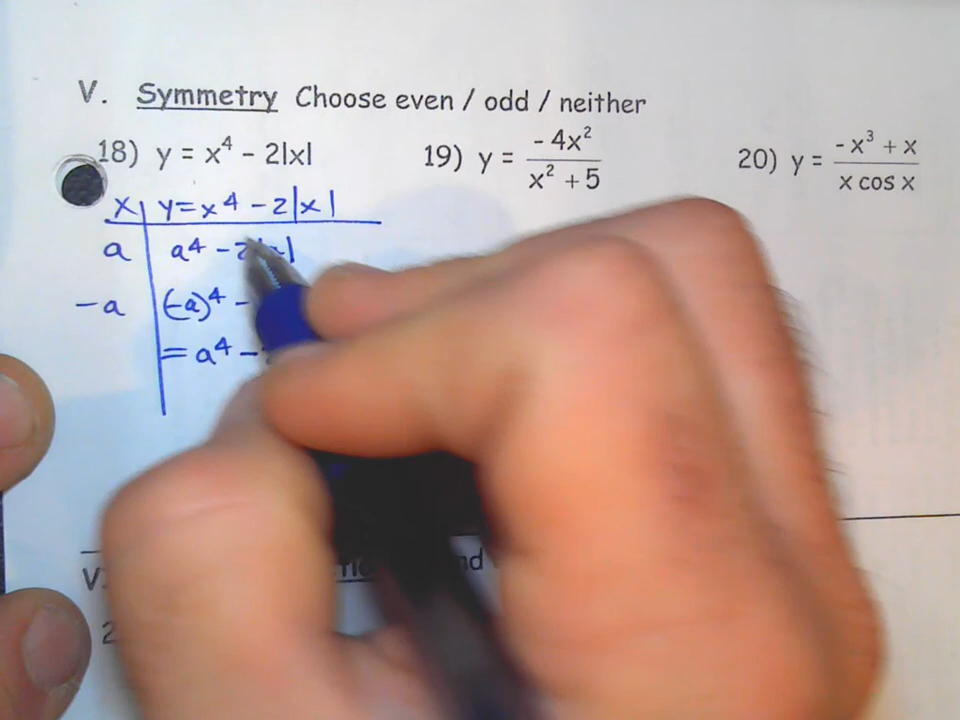 V. Symmetry Choose even / odd / neither
18) y = x⁴ - 2|x|
19) y = - 4x² / x² + 5
20) y = - x³ + x / x cos x
x y = x⁴ - 2|x|
a a⁴ - 2
-a (-a)⁴ -
= a⁴ -